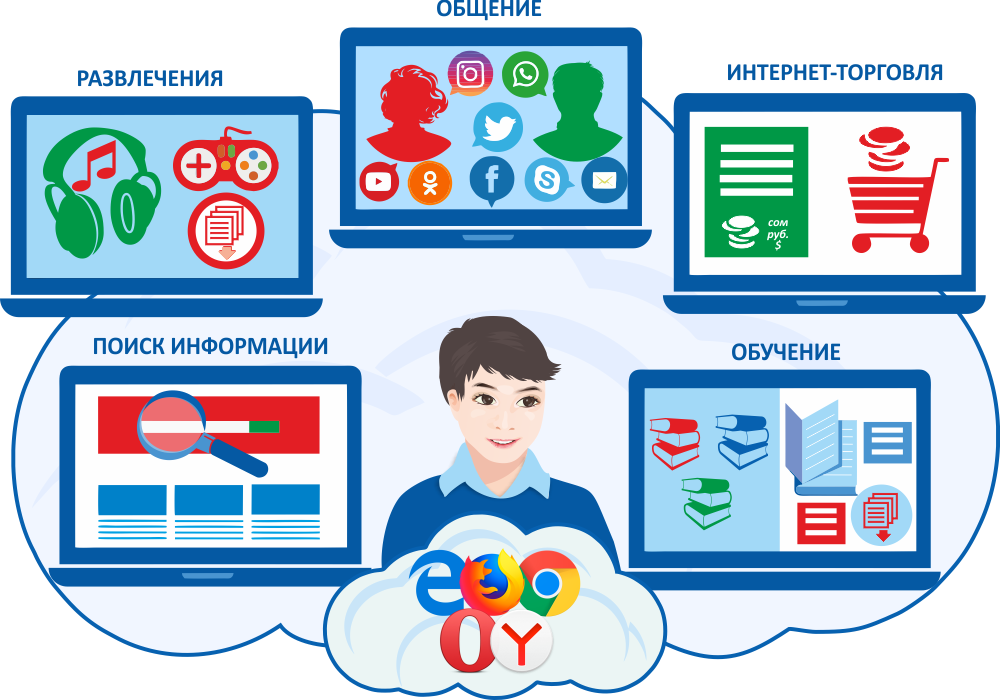 ОБЩЕНИЕ
РАЗВЛЕЧЕНИЯ
ИНТЕРНЕТ-ТОРГОВЛЯ
сом
руб.
$
ПОИСК ИНФОРМАЦИИ
ОБУЧЕНИЕ